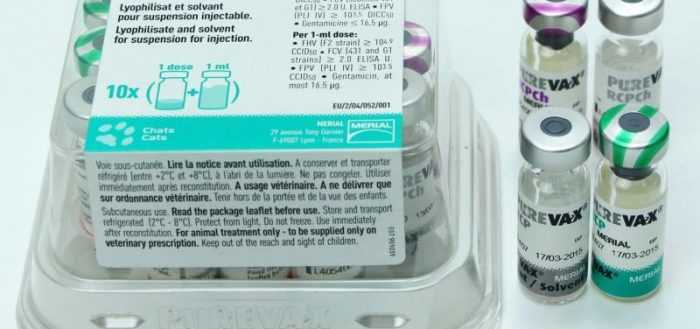 Lyophilisat et solvant
pour suspension injectable.
Lyophilisate and solvent
for suspension for injection.
1 dose
1 ml
10x
+
et G1) ≥ 2.0 U. ELISA • FPV
(PLI IV) ≥ 10³·⁵ DICC50
• Gentamicine ≤ 16,5 µg.
Per 1-ml dose:
• FHV (F2 strain) ≥ 10⁴·⁹
CCID50 • FCV (431 and G1
strains) ≥ 2.0 ELISA U.
• FPV (PLI IV) ≥ 10³·⁵
CCID50 • Gentamicin, at
most 16.5 µg.
EU/2/04/052/001
Chats
Cats
MERIAL
29 avenue Tony Garnier
F-69007 Lyon - France
MERIAL
Voie sous-cutanée. Lire la notice avant utilisation. A conserver et transporter
réfrigéré (entre +2°C et +8°C), à l'abri de la lumière. Ne pas congeler. Utiliser
immédiatement après reconstitution. A usage vétérinaire. A ne délivrer que
sur ordonnance vétérinaire. Tenir hors de la portée et de la vue des enfants.
Subcutaneous use. Read the package leaflet before use. Store and transport
refrigerated (2°C - 8°C). Protect from light. Do not freeze. Use immediately
after reconstitution. For animal treatment only - to be supplied only on
veterinary prescription. Keep out of the reach and sight of children.
PUREVAX
PUREVAX
RCPCh
PUREVAX
RCPCh
PUREVAX
CP
17/03/2015
MERIAL
/ Solvent
PUREVAX
CP
MERIAL
17/03/2015
MERIAL